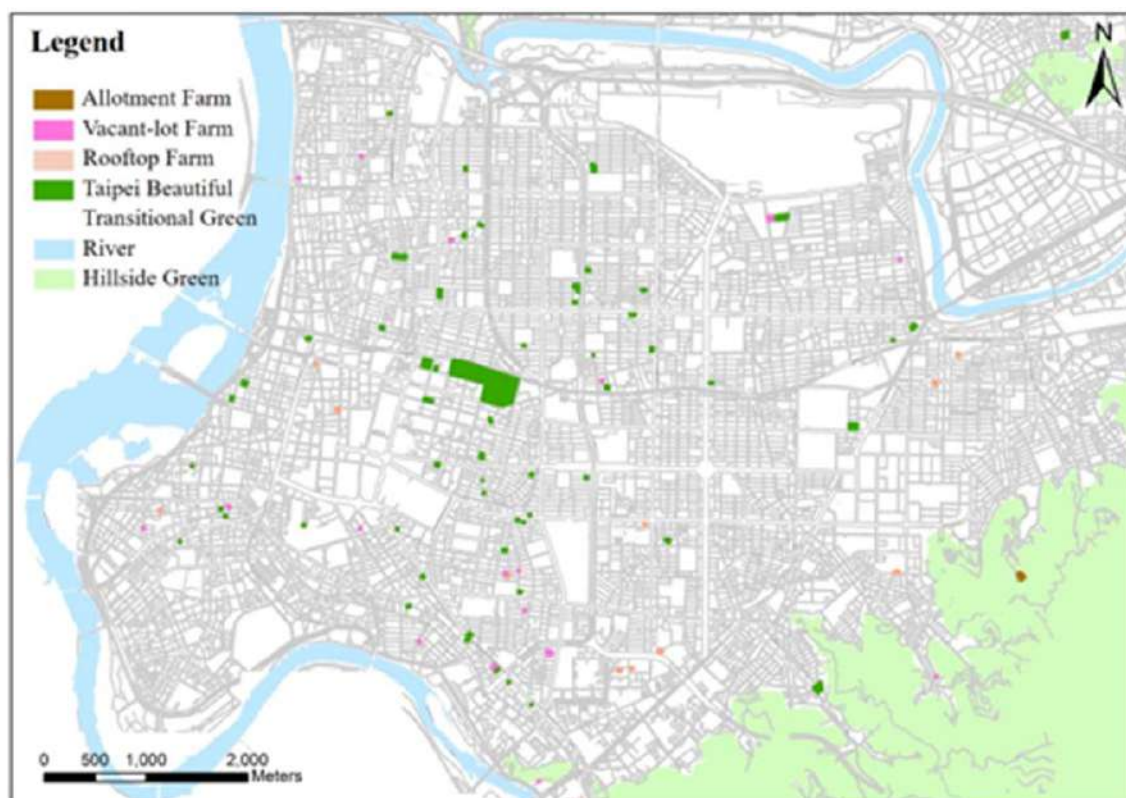 Legend
Allotment Farm
Vacant-lot Farm
Rooftop Farm
Taipei Beautiful
Transitional Green
River
Hillside Green
N
0 500 1,000 2,000
Meters